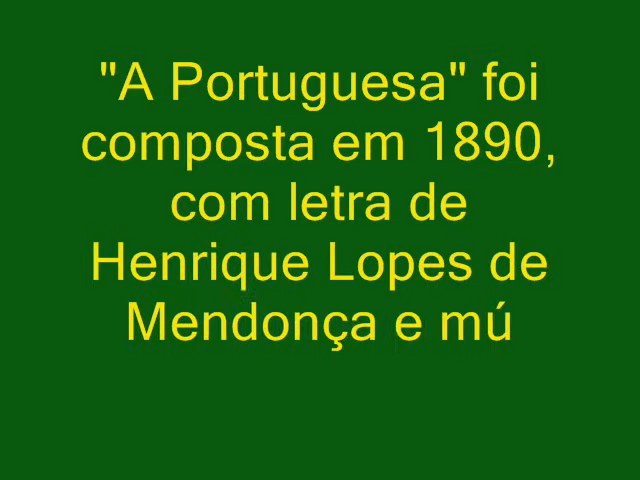 "A Portuguesa" foi
composta em 1890,
com letra de
Henrique Lopes de
Mendonça e mú